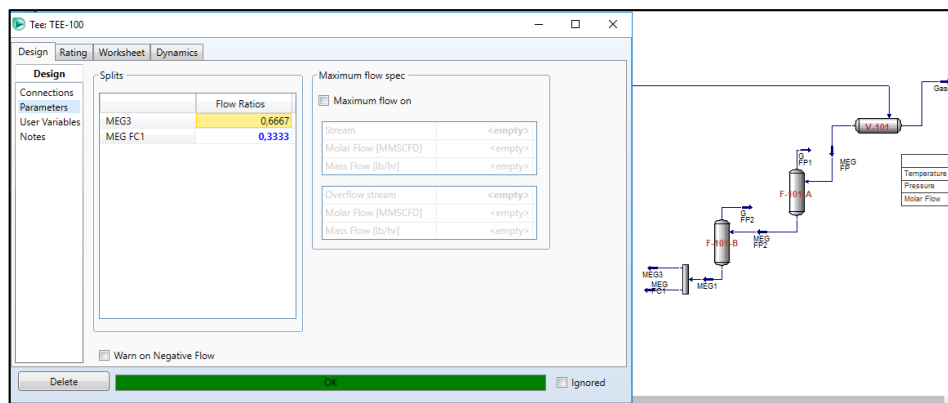 Tee: TEE-100
Design Rating Worksheet Dynamics
Design
Connections
Parameters
User Variables
Notes
Splits
Flow Ratios
MEG3 0,6667
MEG FC1 0,3333
Warn on Negative Flow
Maximum flow spec
Maximum flow on
Stream <empty>
Molar Flow [MMSCFD] <empty>
Mass Flow [lb/hr] <empty>
Overflow stream <empty>
Molar Flow [MMSCFD] <empty>
Mass Flow [lb/hr] <empty>
Delete
OK
Ignored
Gas
V-101
G
FP1
MEG
FP
F-101-A
G
FP2
F-101-B
MEG
FP2
MEG3
MEG
FC1
MEG1
Temperature
Pressure
Molar Flow